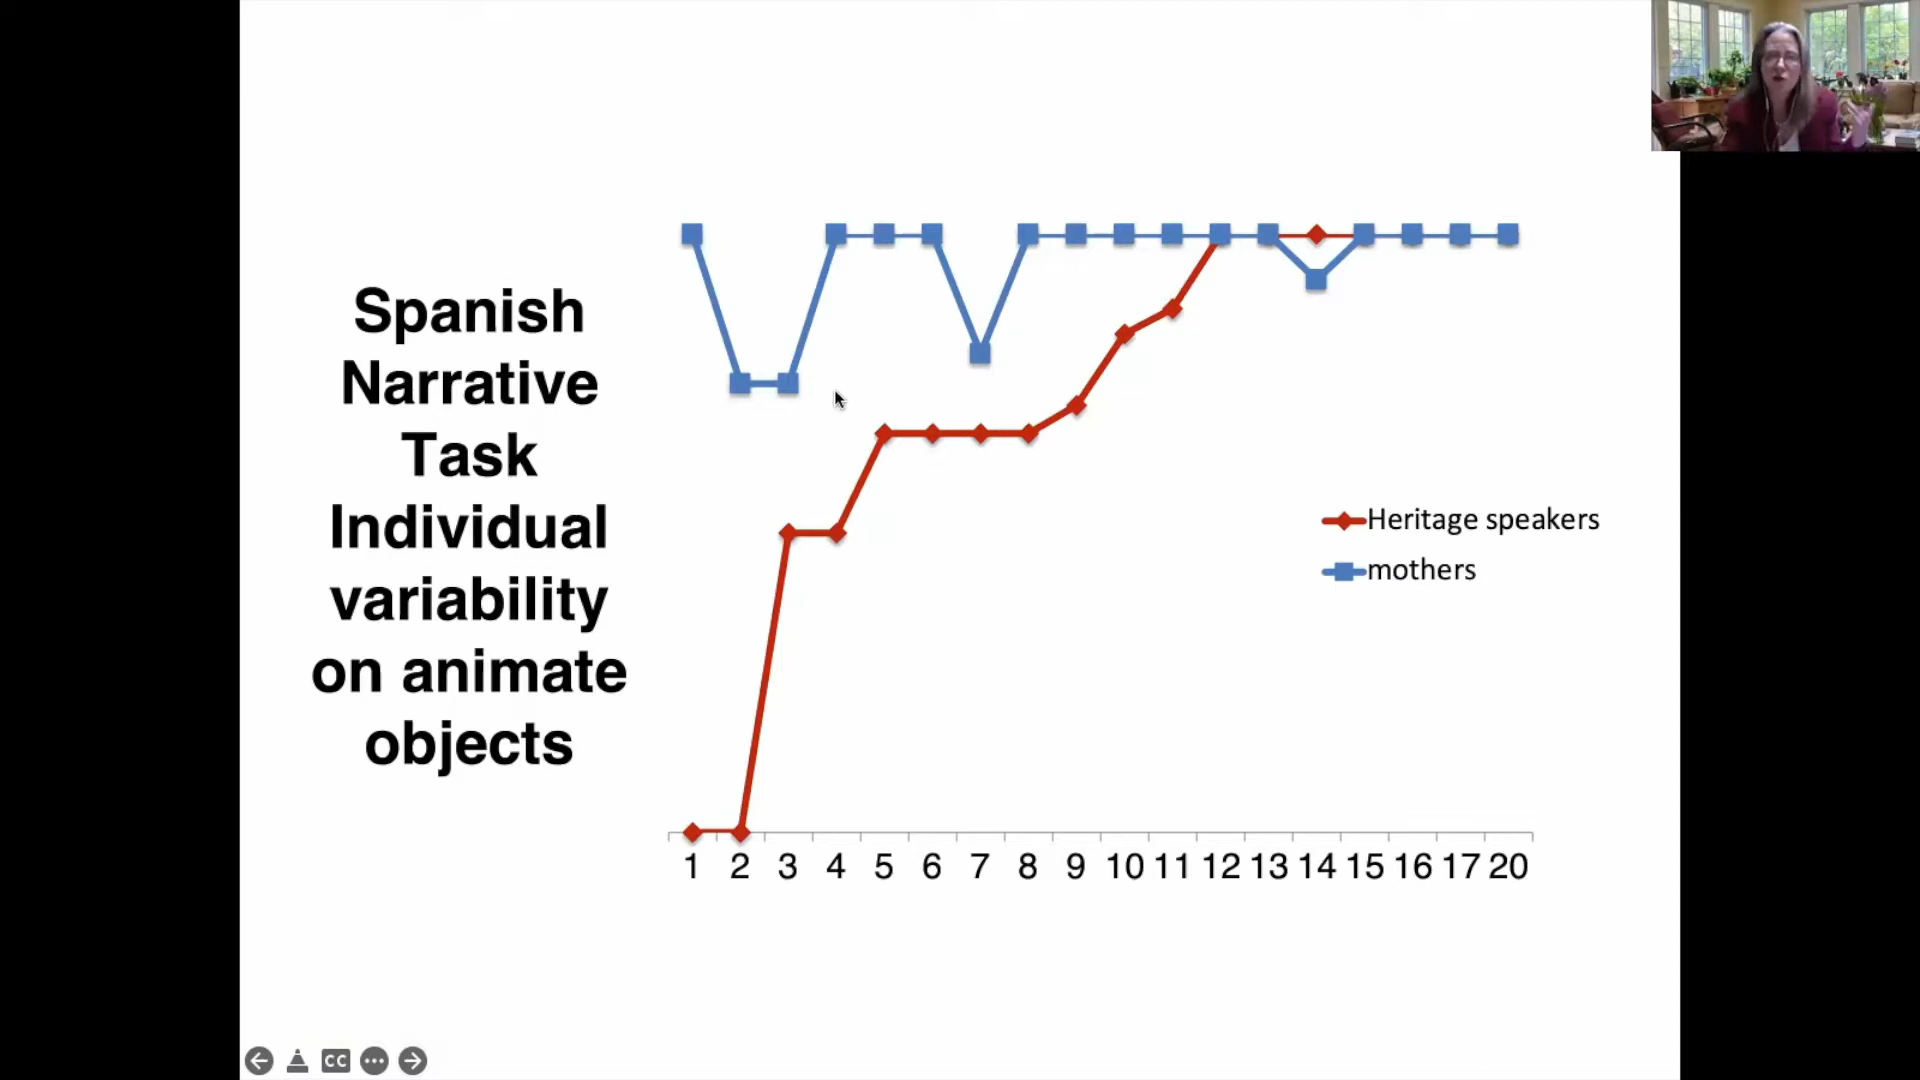 Spanish
Narrative
Task
Individual
variability
on animate
objects
Heritage speakers
mothers
1 2 3 4 5 6 7 8 9 10 11 12 13 14 15 16 17 20
CC